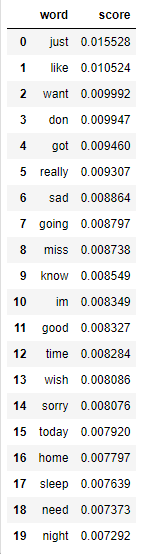 word score
0 just 0.015528
1 like 0.010524
2 want 0.009992
3 don 0.009947
4 got 0.009460
5 really 0.009307
6 sad 0.008864
7 going 0.008797
8 miss 0.008738
9 know 0.008549
10 im 0.008349
11 good 0.008327
12 time 0.008284
13 wish 0.008086
14 sorry 0.008076
15 today 0.007920
16 home 0.007797
17 sleep 0.007639
18 need 0.007373
19 night 0.007292